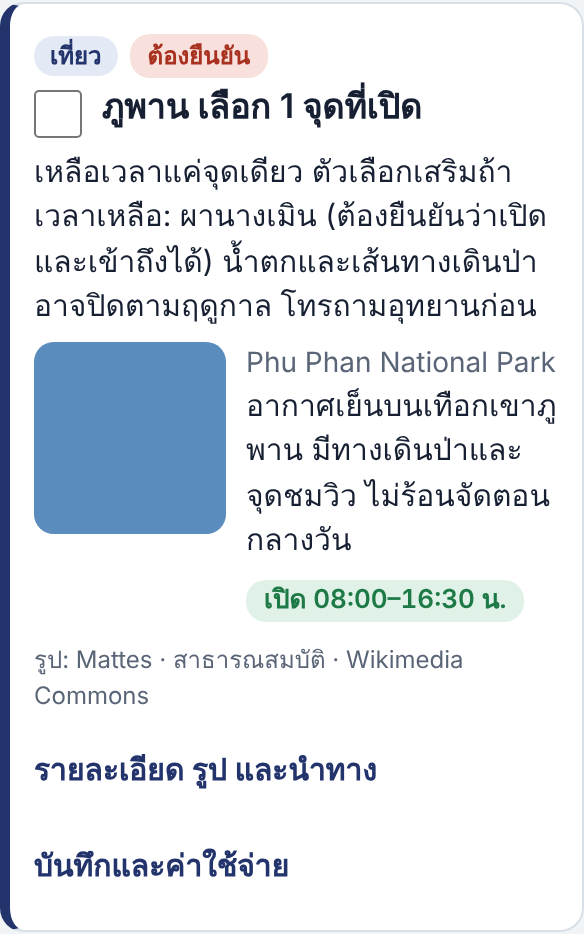 เที่ยว ต้องยืนยัน
ภูพาน เลือก 1 จุดที่เปิด
เหลือเวลาแค่จุดเดียว ตัวเลือกเสริมถ้า
เวลาเหลือ: ผานางเมิน (ต้องยืนยันว่าเปิด
และเข้าถึงได้) น้ำตกและเส้นทางเดินป่า
อาจปิดตามฤดูกาล โทรถามอุทยานก่อน
Phu Phan National Park
อากาศเย็นบนเทือกเขาภู
พาน มีทางเดินป่าและ
จุดชมวิว ไม่ร้อนจัดตอน
กลางวัน
เปิด 08:00–16:30 น.
รูป: Mattes · สาธารณสมบัติ · Wikimedia
Commons
รายละเอียด รูป และนำทาง
บันทึกและค่าใช้จ่าย